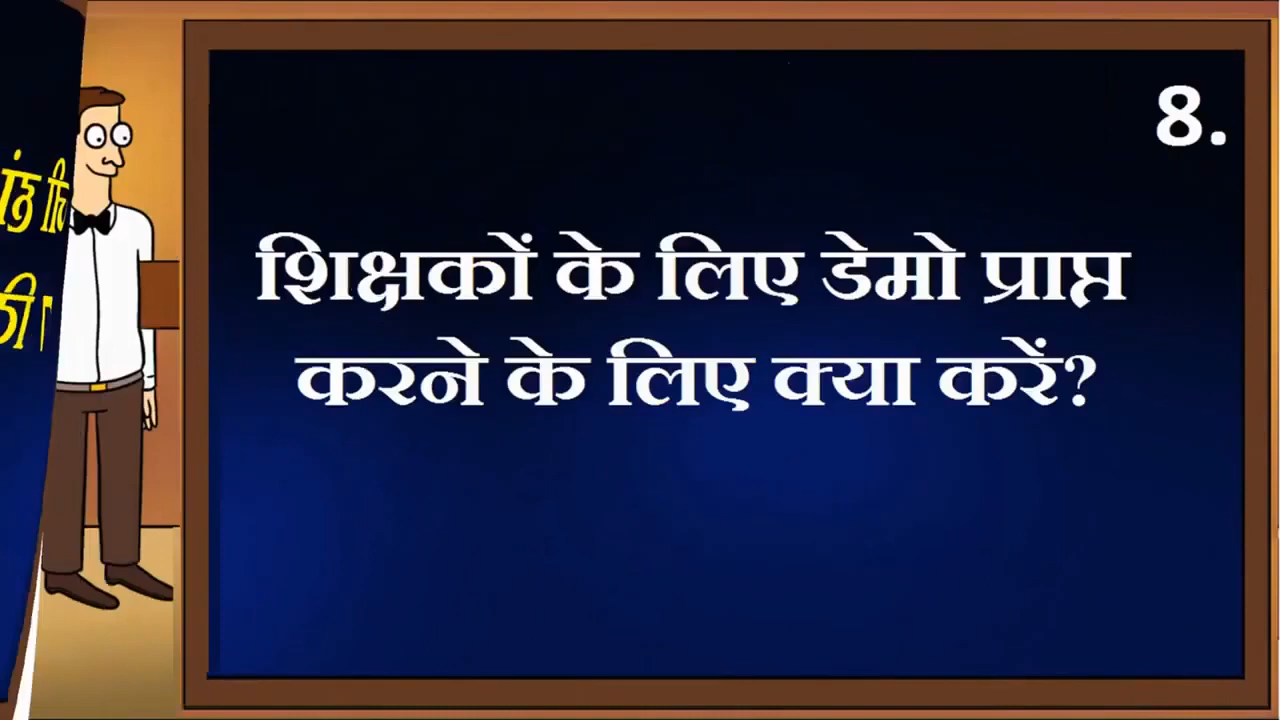 8.
शिक्षकों के लिए डेमो प्राप्त
करने के लिए क्या करें?